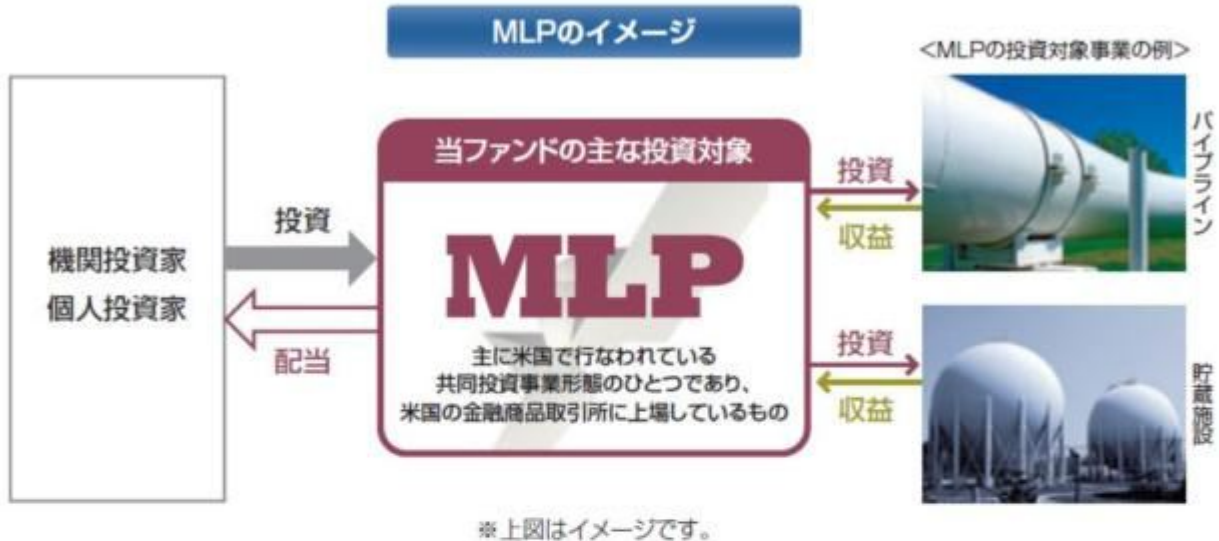 MLPのイメージ
<MLPの投資対象事業の例>
機関投資家
個人投資家
投資
配当
当ファンドの主な投資対象
MLP
主に米国で行なわれている
共同投資事業形態のひとつであり、
米国の金融商品取引所に上場しているもの
投資
収益
パイプライン
投資
収益
貯蔵施設
※上図はイメージです。